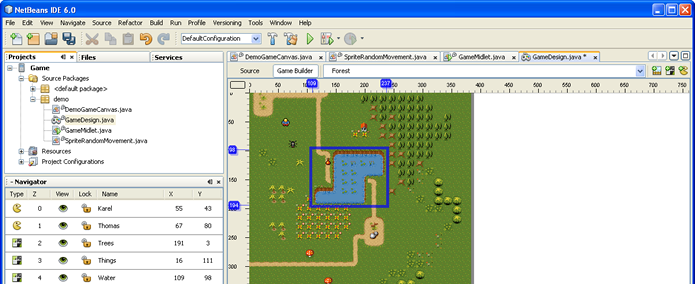 NetBeans IDE 6.0
File Edit View Navigate Source Refactor Build Run Profile Versioning Tools Window Help
DefaultConfiguration
Projects Files Services
Game
Source Packages
<default package>
demo
DemoGameCanvas.java
GameDesign.java
GameMidlet.java
SpriteRandomMovement.java
Resources
Project Configurations
Navigator
Type Z View Lock Name X Y
0 Karel 55 43
1 Thomas 67 80
2 Trees 191 3
3 Things 16 111
4 Water 109 98
DemoGameCanvas.java SpriteRandomMovement.java GameMidlet.java GameDesign.java *
Source Game Builder Forest
109 237
0 50 100 150 200 250 300 350 400 450 500 550 600 650 700 750
0
50
98
150
194
250
300